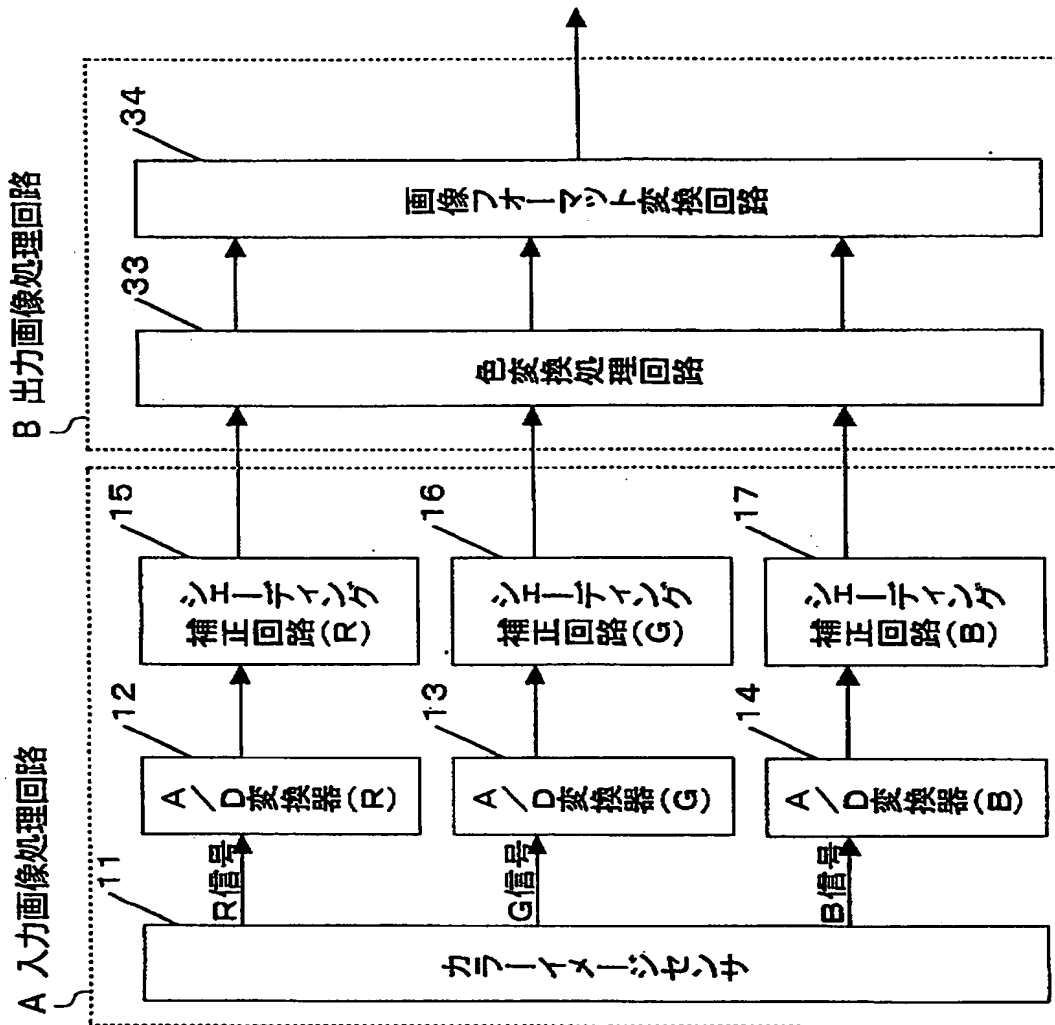 A 入力画像処理回路
11
カラーイメージセンサ
R信号
G信号
B信号
12
A/D変換器(R)
13
A/D変換器(G)
14
A/D変換器(B)
15
シェーディング
補正回路(R)
16
シェーディング
補正回路(G)
17
シェーディング
補正回路(B)
B 出力画像処理回路
33
色変換処理回路
34
画像フォーマット変換回路